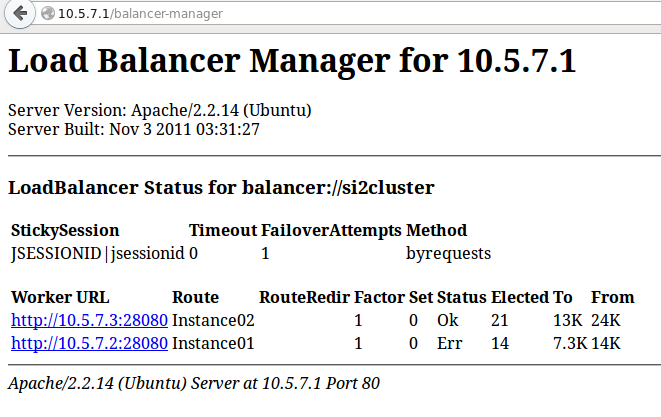 10.5.7.1/balancer-manager
Load Balancer Manager for 10.5.7.1
Server Version: Apache/2.2.14 (Ubuntu)
Server Built: Nov 3 2011 03:31:27
LoadBalancer Status for balancer://si2cluster
StickySession Timeout FailoverAttempts Method
JSESSIONID|jsessionid 0 1 byrequests
Worker URL Route RouteRedir Factor Set Status Elected To From
http://10.5.7.3:28080 Instance02 1 0 Ok 21 13K 24K
http://10.5.7.2:28080 Instance01 1 0 Err 14 7.3K 14K
Apache/2.2.14 (Ubuntu) Server at 10.5.7.1 Port 80